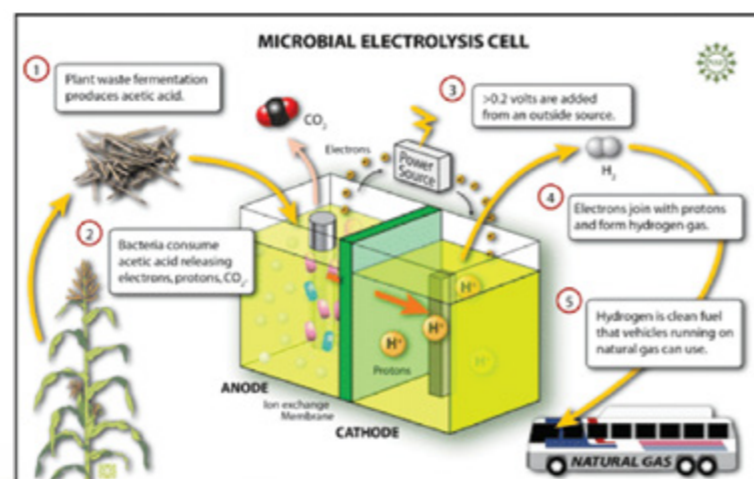 MICROBIAL ELECTROLYSIS CELL
1
Plant waste fermentation
produces acetic acid.
CO₂
Electrons
Power
Source
3
>0.2 volts are added
from an outside source.
H₂
2
Bacteria consume
acetic acid releasing
electrons, protons, CO₂.
4
Electrons join with protons
and form hydrogen gas.
H⁺
H⁺
H⁺
H⁺
Protons
5
Hydrogen is clean fuel
that vehicles running on
natural gas can use.
ANODE
Ion exchange
Membrane
CATHODE
NATURAL GAS